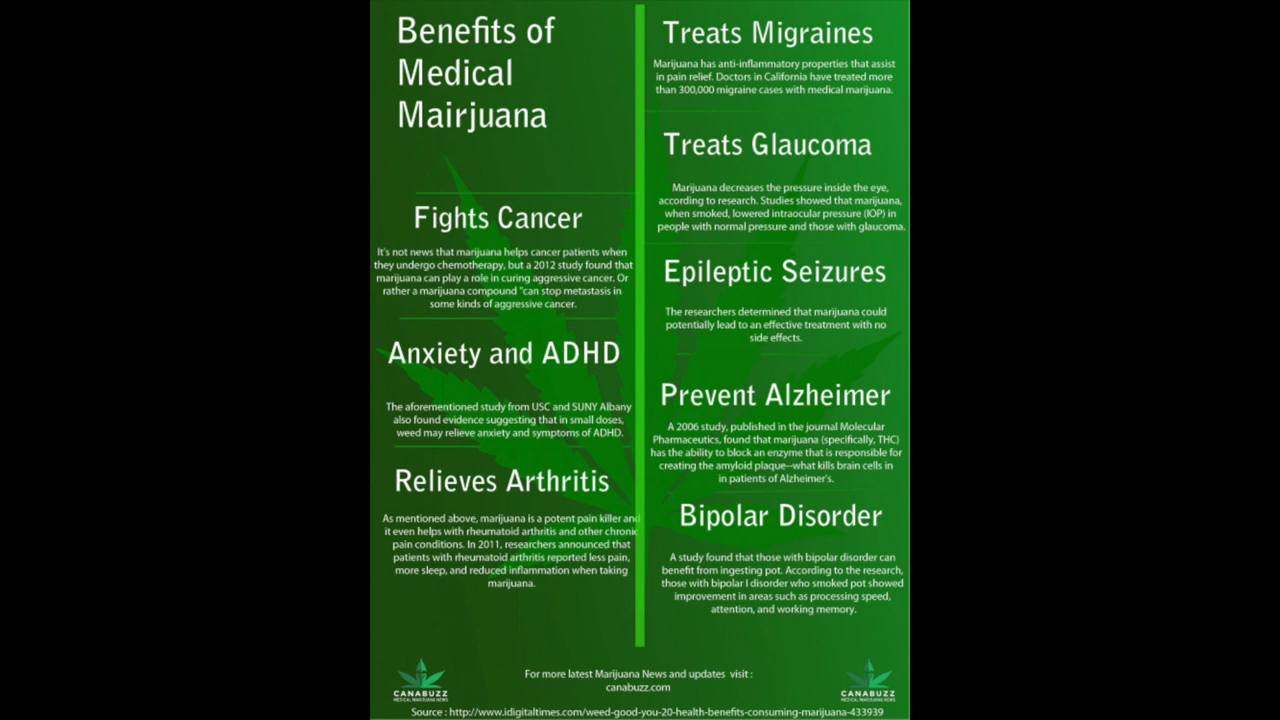 Benefits of
Medical
Mairjuana
Fights Cancer
It's not news that marijuana helps cancer patients when
they undergo chemotherapy, but a 2012 study found that
marijuana can play a role in curing aggressive cancer. Or
rather a marijuana compound "can stop metastasis in
some kinds of aggressive cancer.
Anxiety and ADHD
The aforementioned study from USC and SUNY Albany
also found evidence suggesting that in small doses,
weed may relieve anxiety and symptoms of ADHD.
Relieves Arthritis
As mentioned above, marijuana is a potent pain killer and
it even helps with rheumatoid arthritis and other chronic
pain conditions. In 2011, researchers announced that
patients with rheumatoid arthritis reported less pain,
more sleep, and reduced inflammation when taking
marijuana.
Treats Migraines
Marijuana has anti-inflammatory properties that assist
in pain relief. Doctors in California have treated more
than 300,000 migraine cases with medical marijuana.
Treats Glaucoma
Marijuana decreases the pressure inside the eye,
according to research. Studies showed that marijuana,
when smoked, lowered intraocular pressure (IOP) in
people with normal pressure and those with glaucoma.
Epileptic Seizures
The researchers determined that marijuana could
potentially lead to an effective treatment with no
side effects.
Prevent Alzheimer
A 2006 study, published in the journal Molecular
Pharmaceutics, found that marijuana (specifically, THC)
has the ability to block an enzyme that is responsible for
creating the amyloid plaque--what kills brain cells in
in patients of Alzheimer's.
Bipolar Disorder
A study found that those with bipolar disorder can
benefit from ingesting pot. According to the research,
those with bipolar I disorder who smoked pot showed
improvement in areas such as processing speed,
attention, and working memory.
CANABUZZ
MEDICAL MARIJUANA NEWS
For more latest Marijuana News and updates visit :
canabuzz.com
CANABUZZ
MEDICAL MARIJUANA NEWS
Source : http://www.idigitaltimes.com/weed-good-you-20-health-benefits-consuming-marijuana-433939